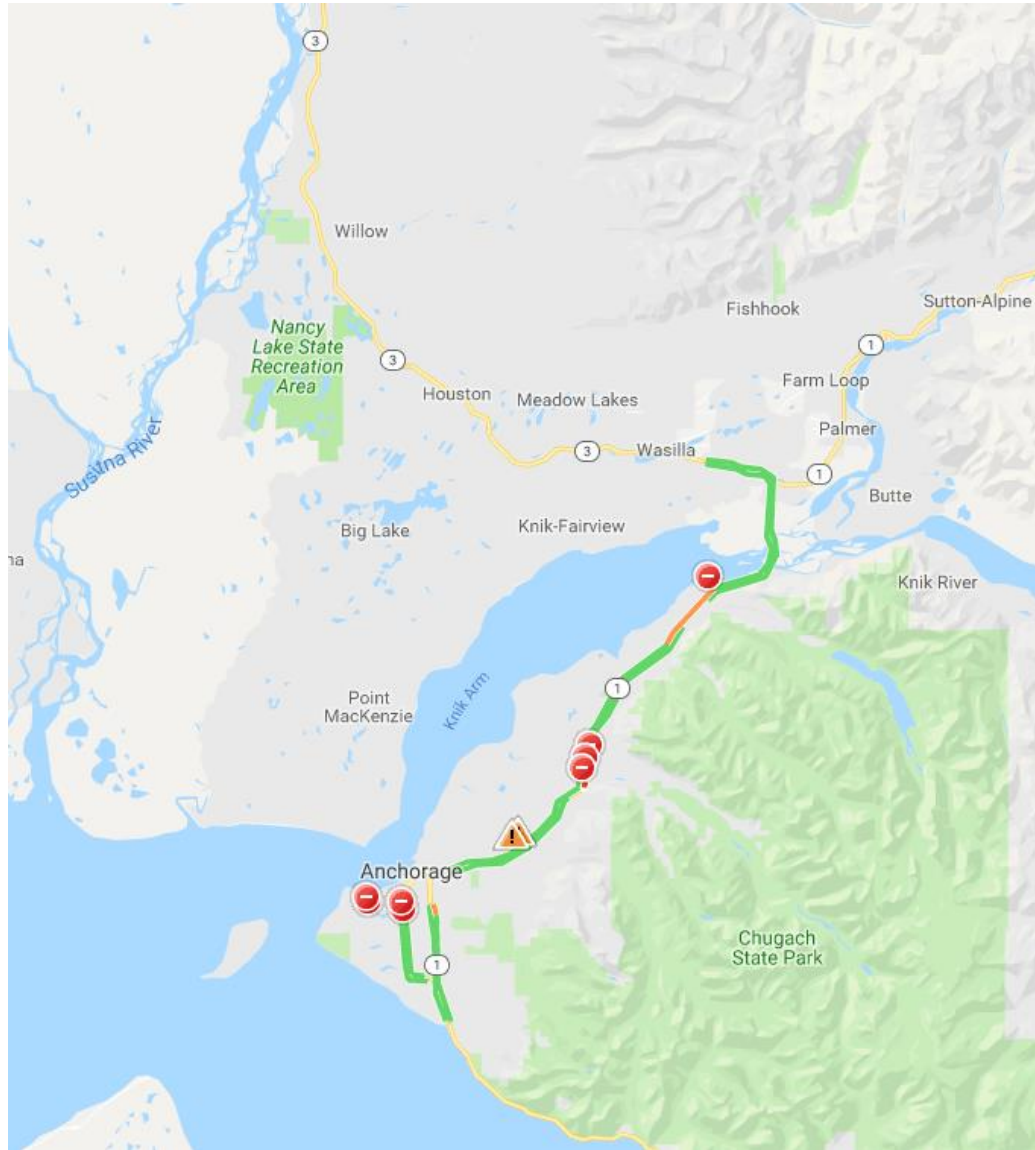 3
Willow
Fishhook
Sutton-Alpine
Nancy
Lake State
Recreation
Area
3
1
Houston
Meadow Lakes
Farm Loop
Palmer
Wasilla
3
1
Susitna River
Butte
Big Lake
Knik-Fairview
na
Knik River
Point
MacKenzie
Knik Arm
1
Anchorage
Chugach
State Park
1